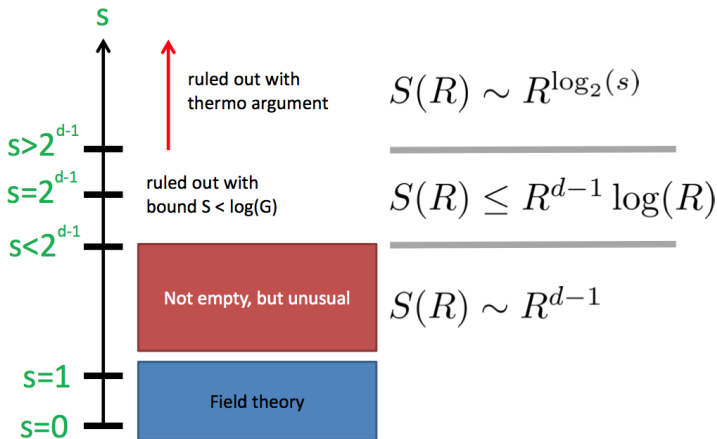 s
ruled out with
thermo argument
S(R) ∼ R^{log_2(s)}
s>2^{d-1}
ruled out with
bound S < log(G)
s=2^{d-1}
S(R) ≤ R^{d−1} log(R)
s<2^{d-1}
Not empty, but unusual
S(R) ∼ R^{d−1}
s=1
Field theory
s=0